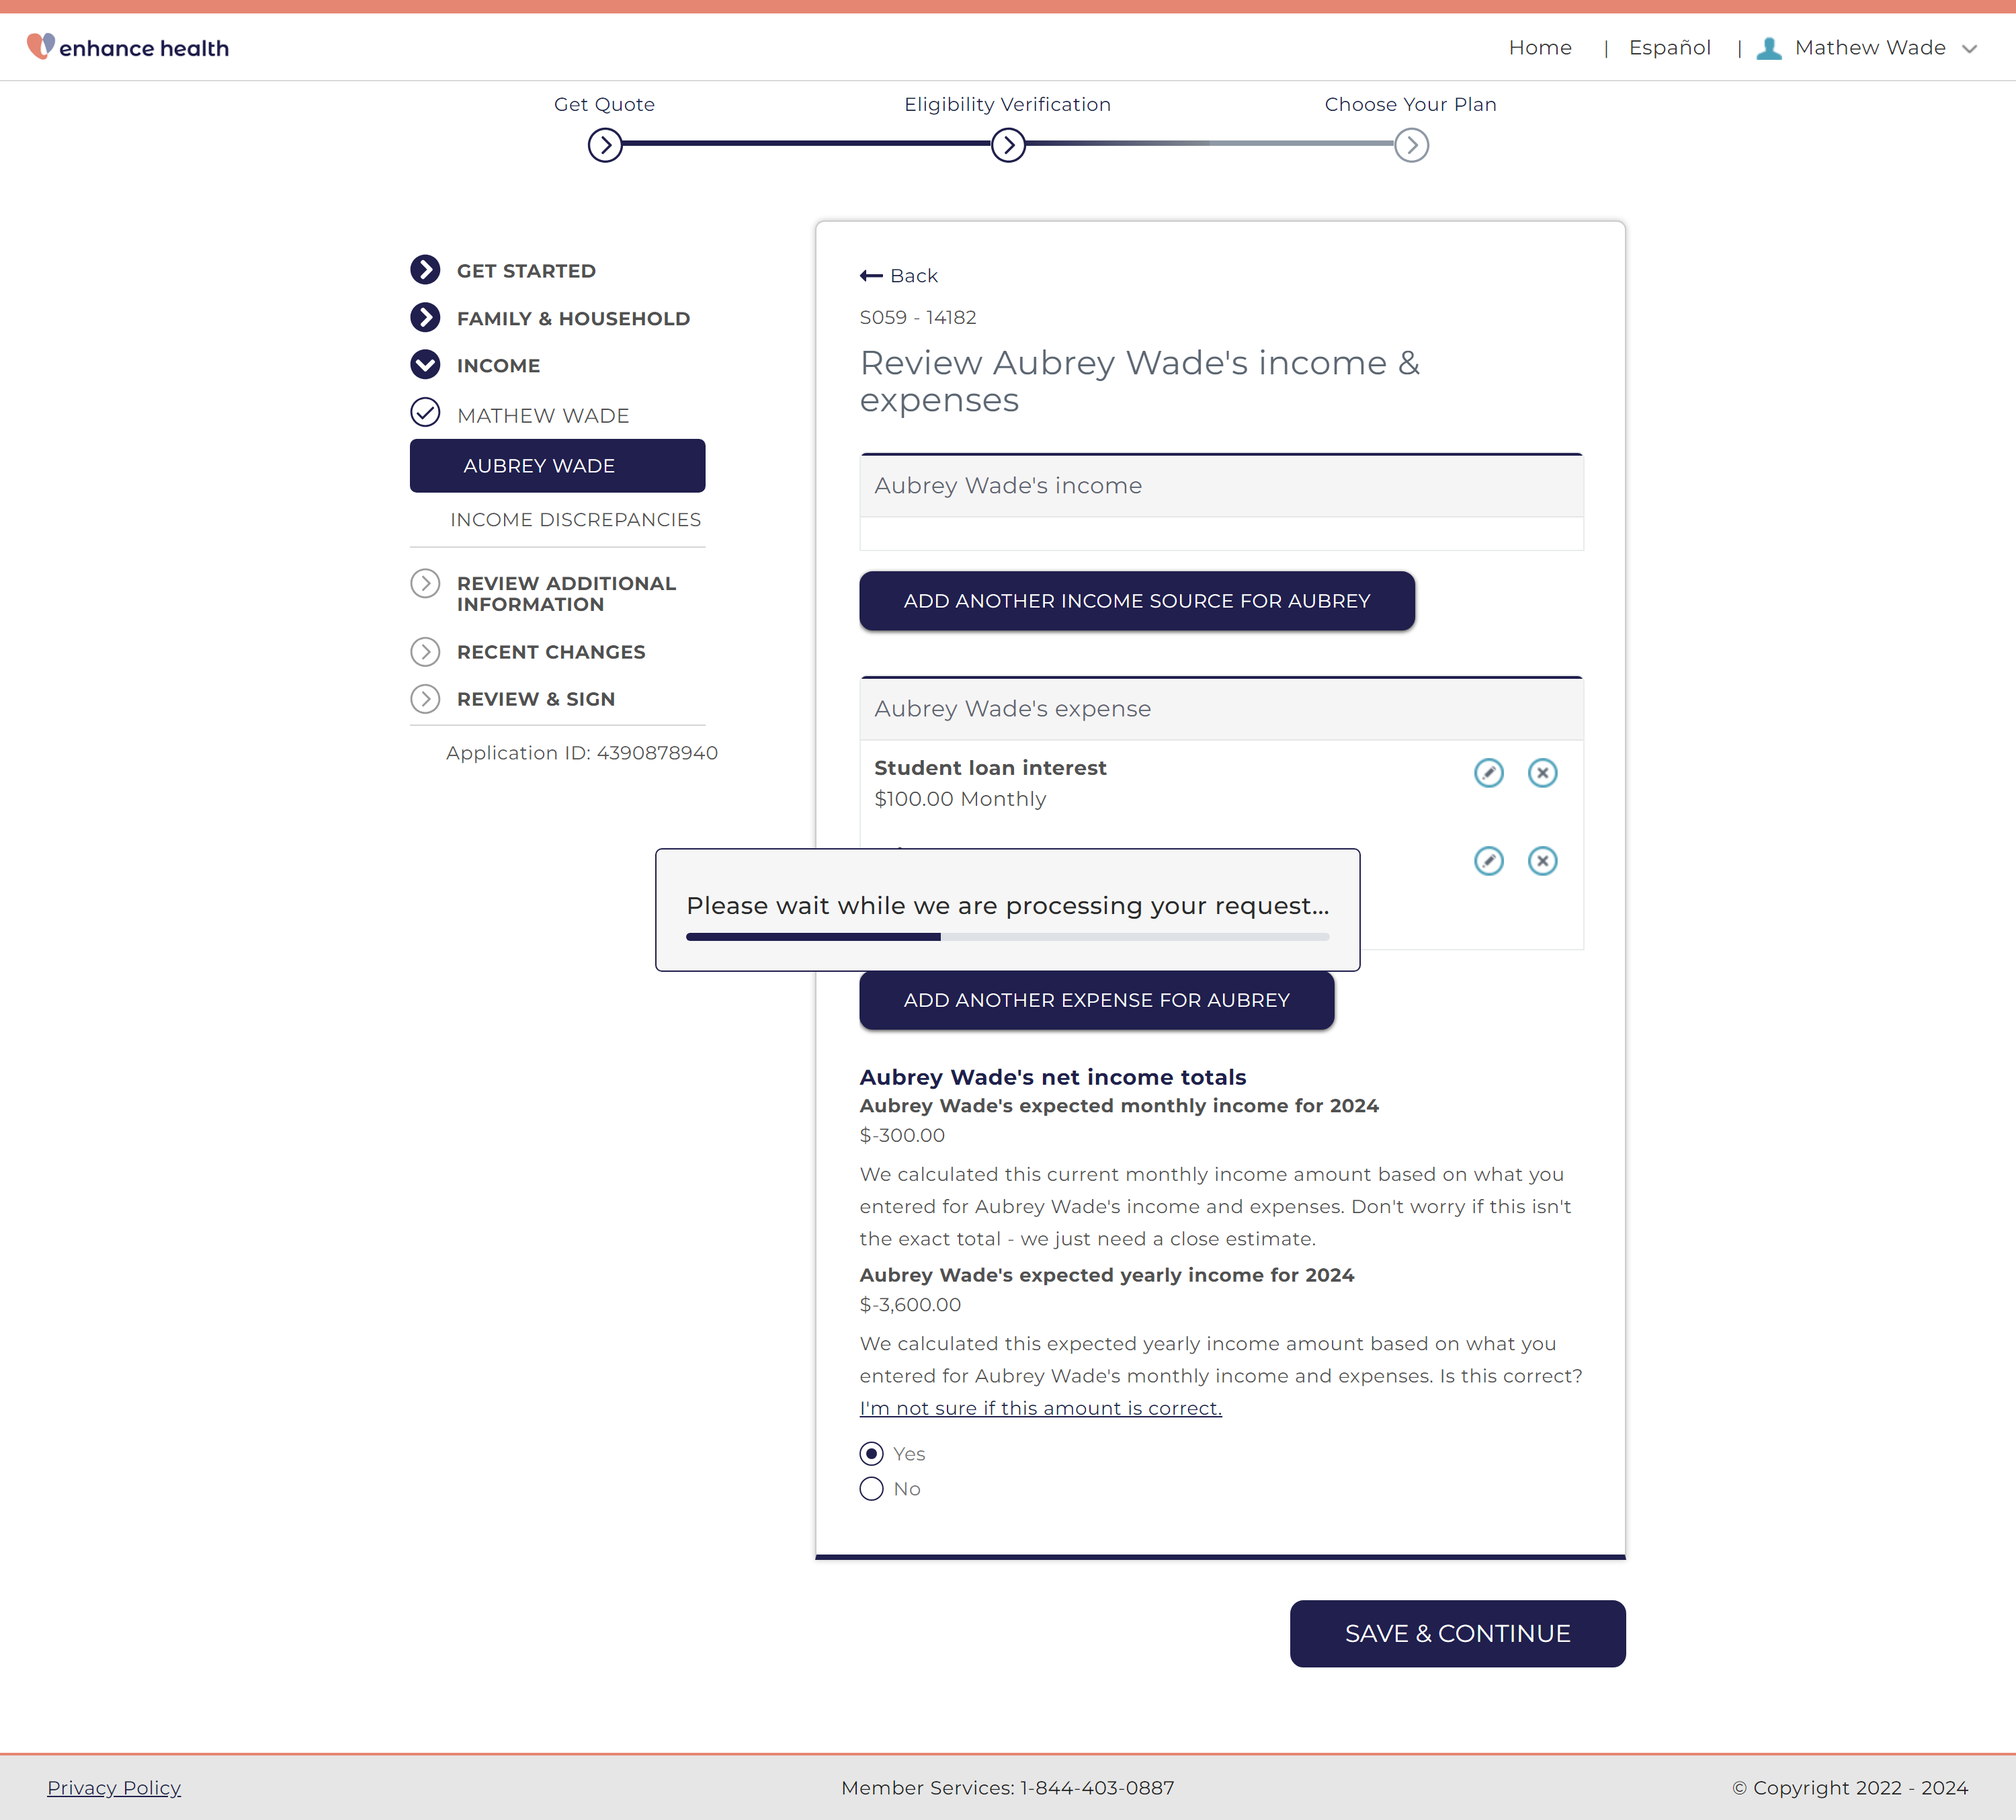 enhance health
Home | Español | Mathew Wade
Get Quote
Eligibility Verification
Choose Your Plan
GET STARTED
FAMILY & HOUSEHOLD
INCOME
MATHEW WADE
AUBREY WADE
INCOME DISCREPANCIES
REVIEW ADDITIONAL
INFORMATION
RECENT CHANGES
REVIEW & SIGN
Application ID: 4390878940
Back
S059 - 14182
Review Aubrey Wade's income &
expenses
Aubrey Wade's income
ADD ANOTHER INCOME SOURCE FOR AUBREY
Aubrey Wade's expense
Student loan interest
$100.00 Monthly
Please wait while we are processing your request...
ADD ANOTHER EXPENSE FOR AUBREY
Aubrey Wade's net income totals
Aubrey Wade's expected monthly income for 2024
$-300.00
We calculated this current monthly income amount based on what you
entered for Aubrey Wade's income and expenses. Don't worry if this isn't
the exact total - we just need a close estimate.
Aubrey Wade's expected yearly income for 2024
$-3,600.00
We calculated this expected yearly income amount based on what you
entered for Aubrey Wade's monthly income and expenses. Is this correct?
I'm not sure if this amount is correct.
Yes
No
SAVE & CONTINUE
Privacy Policy
Member Services: 1-844-403-0887
© Copyright 2022 - 2024